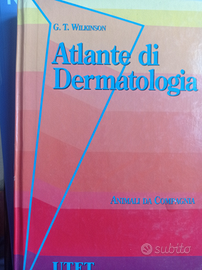 G. T. WILKINSON
Atlante di
Dermatologia
ANIMALI DA COMPAGNIA
subito
UTET